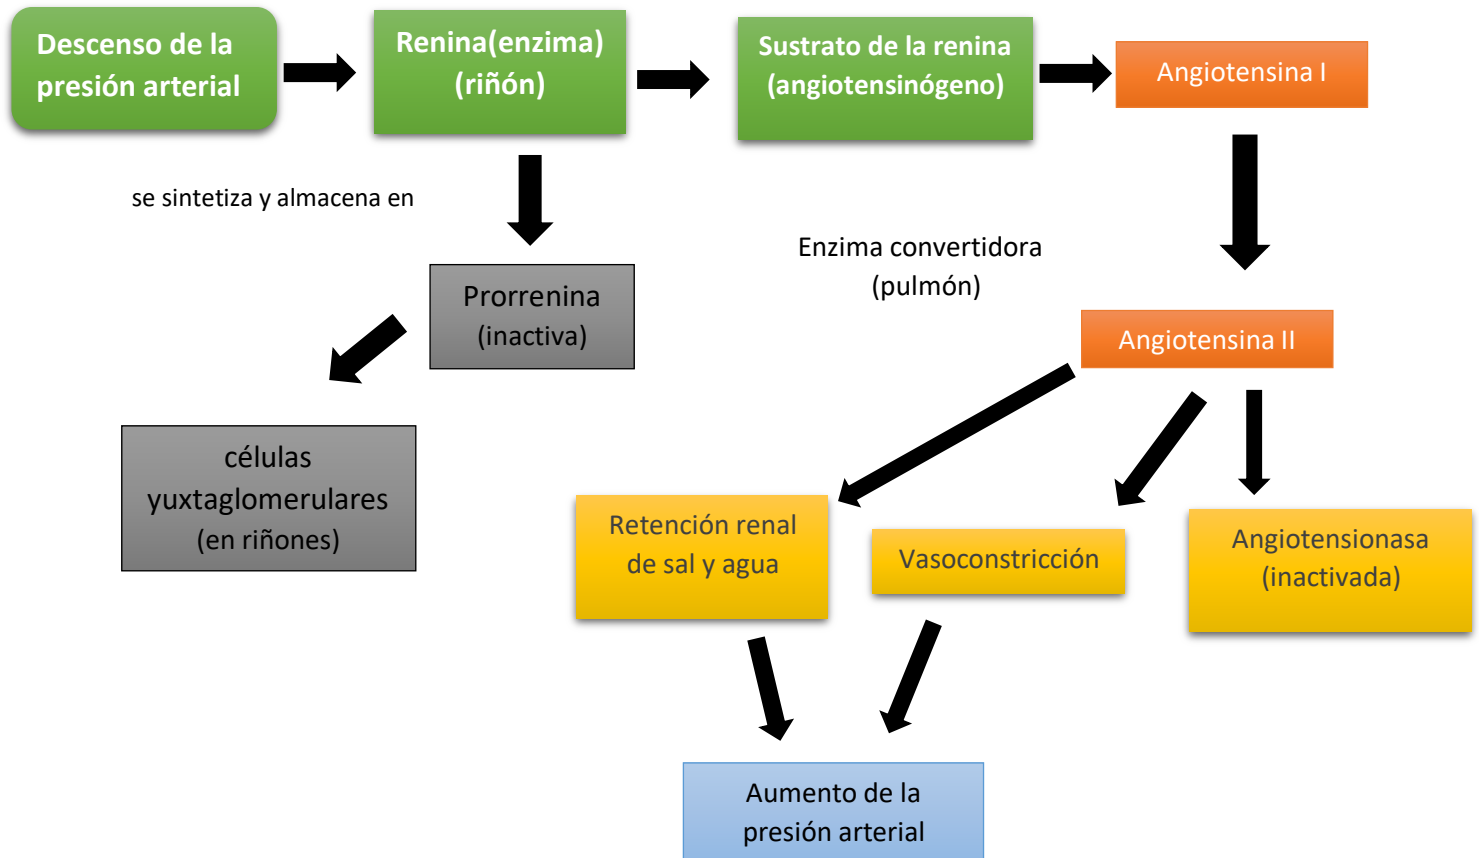 Descenso de la
presión arterial
Renina(enzima)
(riñón)
Sustrato de la renina
(angiotensinógeno)
Angiotensina I
se sintetiza y almacena en
Enzima convertidora
(pulmón)
Prorrenina
(inactiva)
Angiotensina II
células
yuxtaglomerulares
(en riñones)
Retención renal
de sal y agua
Vasoconstricción
Angiotensionasa
(inactivada)
Aumento de la
presión arterial